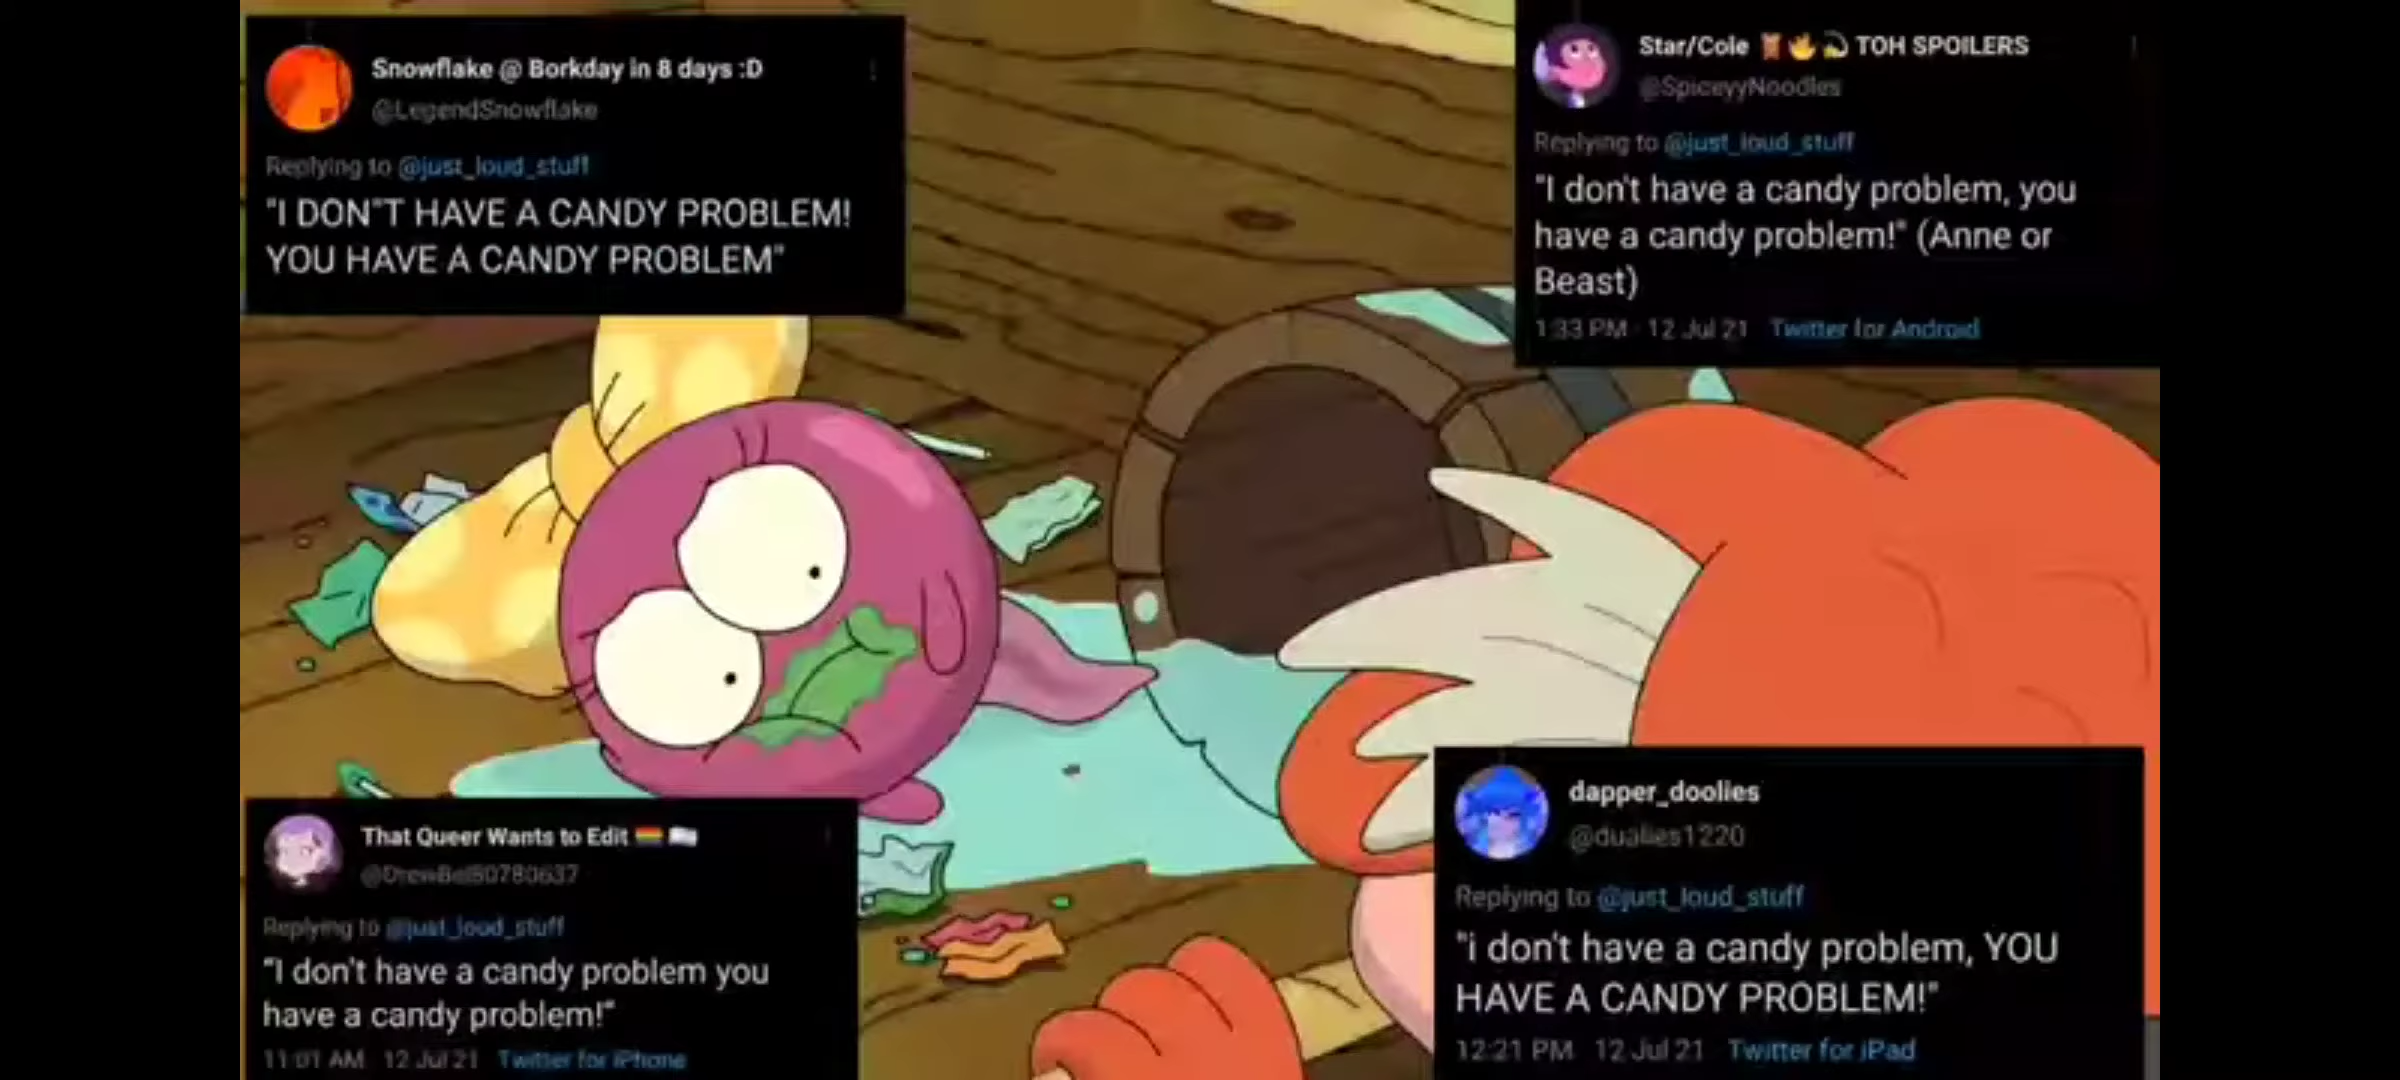 Snowflake @ Borkday in 8 days :D
@LegendSnowflake
Replying to @just_loud_stuff
"I DON"T HAVE A CANDY PROBLEM!
YOU HAVE A CANDY PROBLEM"
Star/Cole TOH SPOILERS
@SpiceyyNoodles
Replying to @just_loud_stuff
"I don't have a candy problem, you
have a candy problem!" (Anne or
Beast)
1:33 PM · 12 Jul 21 Twitter for Android
That Queer Wants to Edit
Replying to @just_loud_stuff
"I don't have a candy problem you
have a candy problem!"
11:01 AM 12 Jul 21 Twitter for iPhone
dapper_doolies
@dualies1220
Replying to @just_loud_stuff
"i don't have a candy problem, YOU
HAVE A CANDY PROBLEM!"
12:21 PM 12 Jul 21 Twitter for iPad